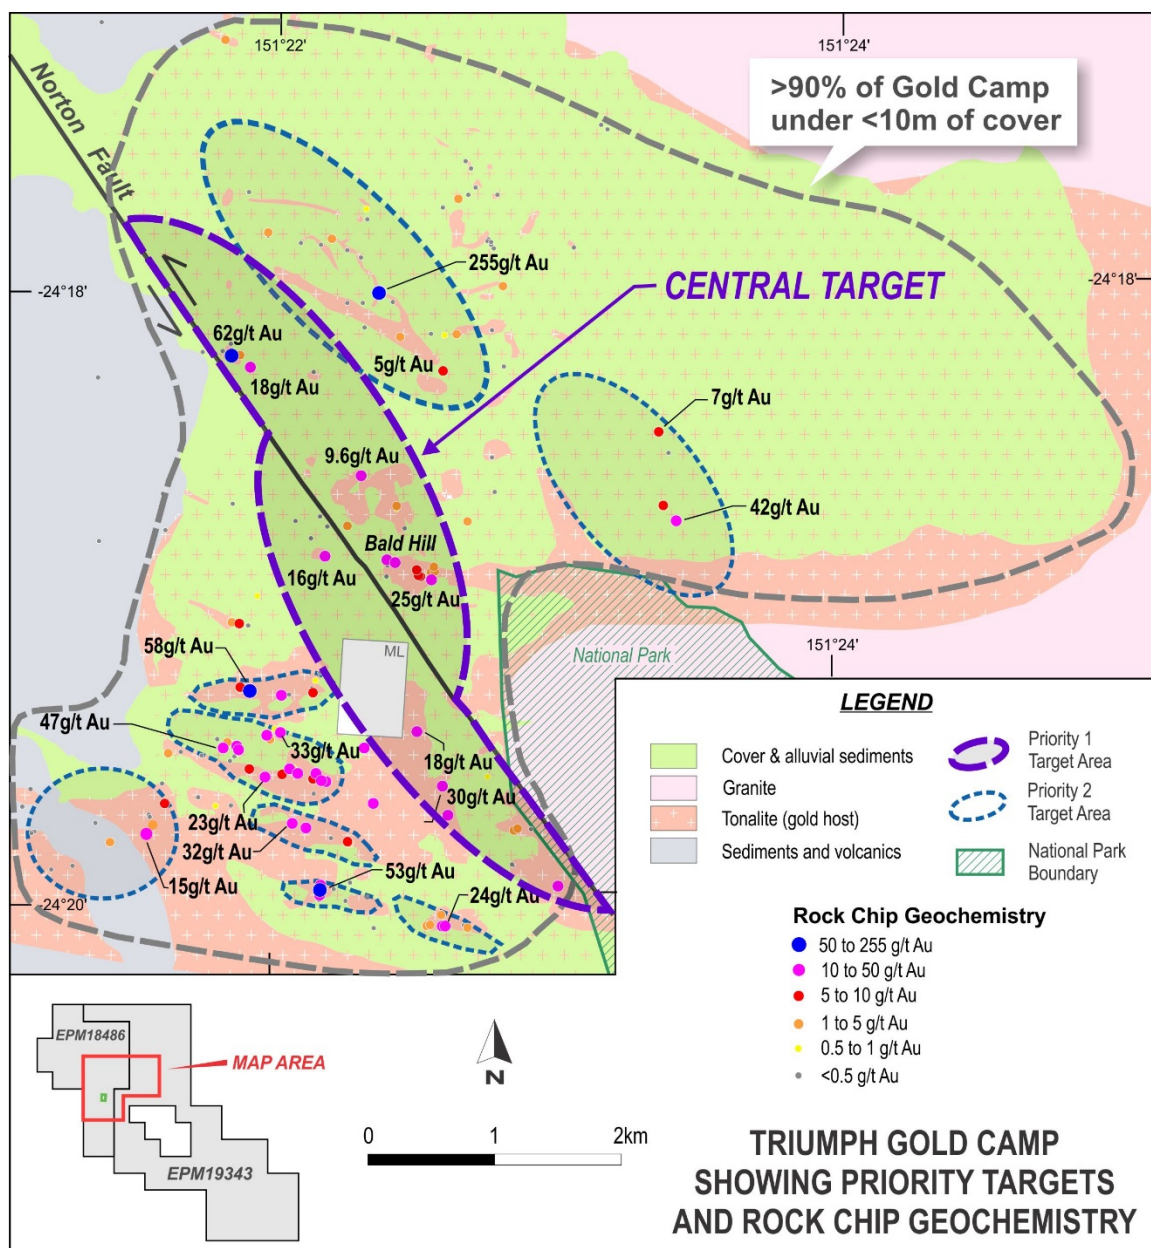 151°22'
151°24'
>90% of Gold Camp
under <10m of cover
Norton Fault
255g/t Au
CENTRAL TARGET
-24°18'
-24°18'
62g/t Au
18g/t Au
5g/t Au
7g/t Au
9.6g/t Au
42g/t Au
Bald Hill
16g/t Au
25g/t Au
58g/t Au
ML
National Park
151°24'
47g/t Au
33g/t Au
18g/t Au
30g/t Au
23g/t Au
32g/t Au
53g/t Au
15g/t Au
24g/t Au
-24°20'
LEGEND
Cover & alluvial sediments
Granite
Tonalite (gold host)
Sediments and volcanics
Priority 1
Target Area
Priority 2
Target Area
National Park
Boundary
Rock Chip Geochemistry
50 to 255 g/t Au
10 to 50 g/t Au
5 to 10 g/t Au
1 to 5 g/t Au
0.5 to 1 g/t Au
<0.5 g/t Au
EPM18486
MAP AREA
EPM19343
N
0 1 2km
TRIUMPH GOLD CAMP
SHOWING PRIORITY TARGETS
AND ROCK CHIP GEOCHEMISTRY